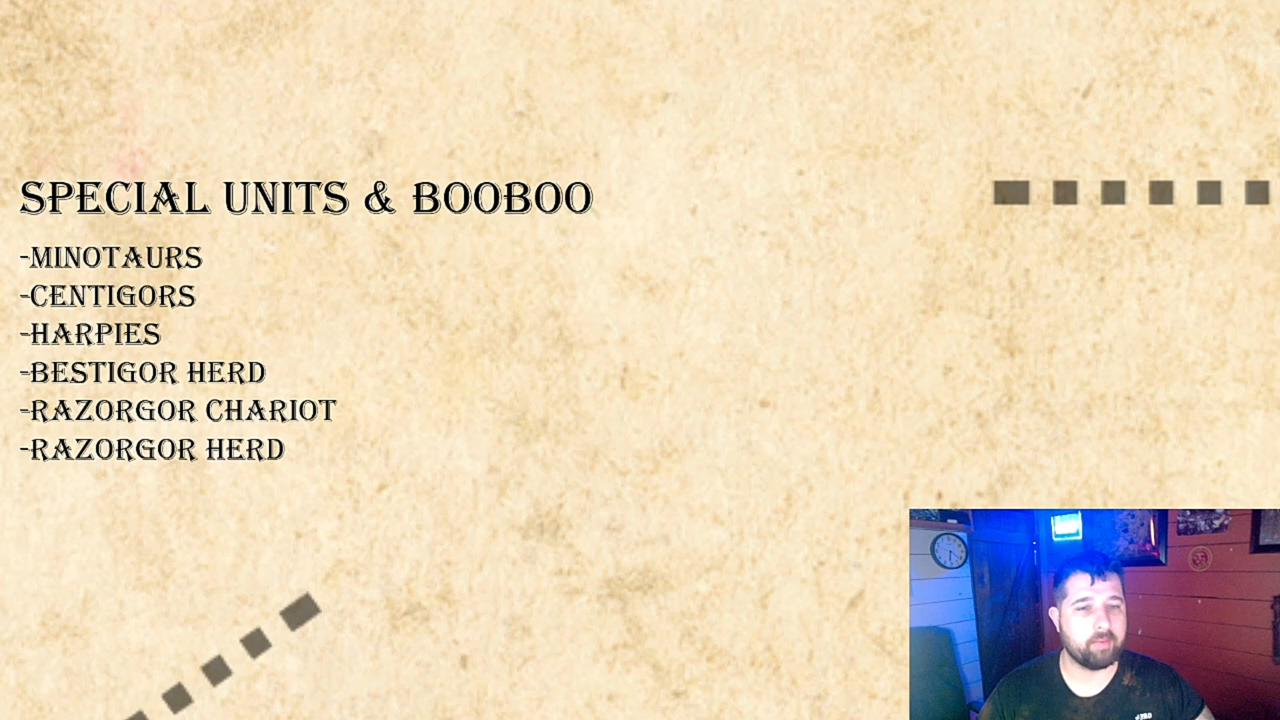 SPECIAL UNITS & BOOBOO
-MINOTAURS
-CENTIGORS
-HARPIES
-BESTIGOR HERD
-RAZORGOR CHARIOT
-RAZORGOR HERD